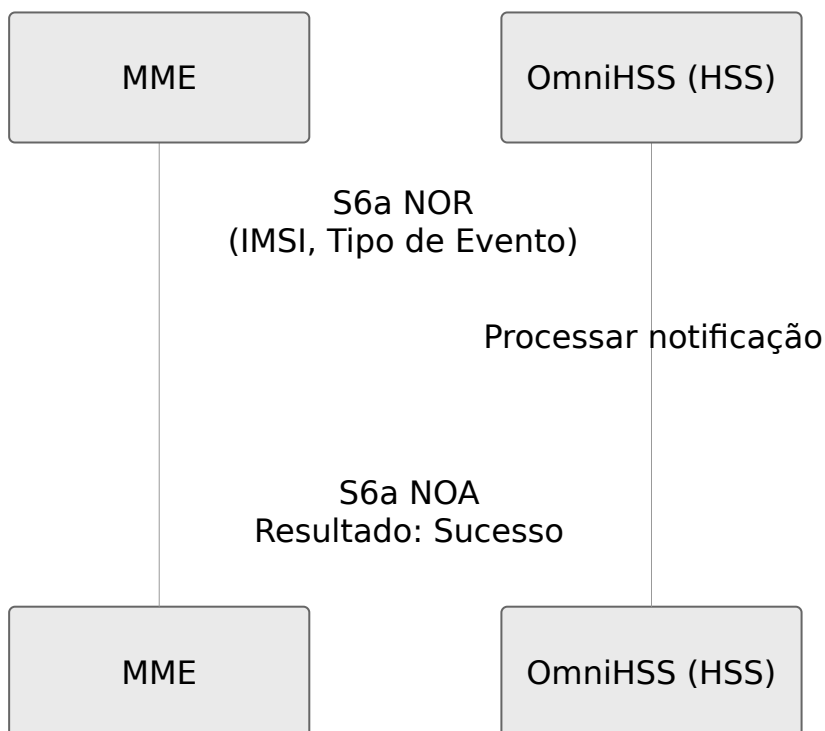 MME
OmniHSS (HSS)
S6a NOR
(IMSI, Tipo de Evento)
Processar notificação
S6a NOA
Resultado: Sucesso
MME
OmniHSS (HSS)